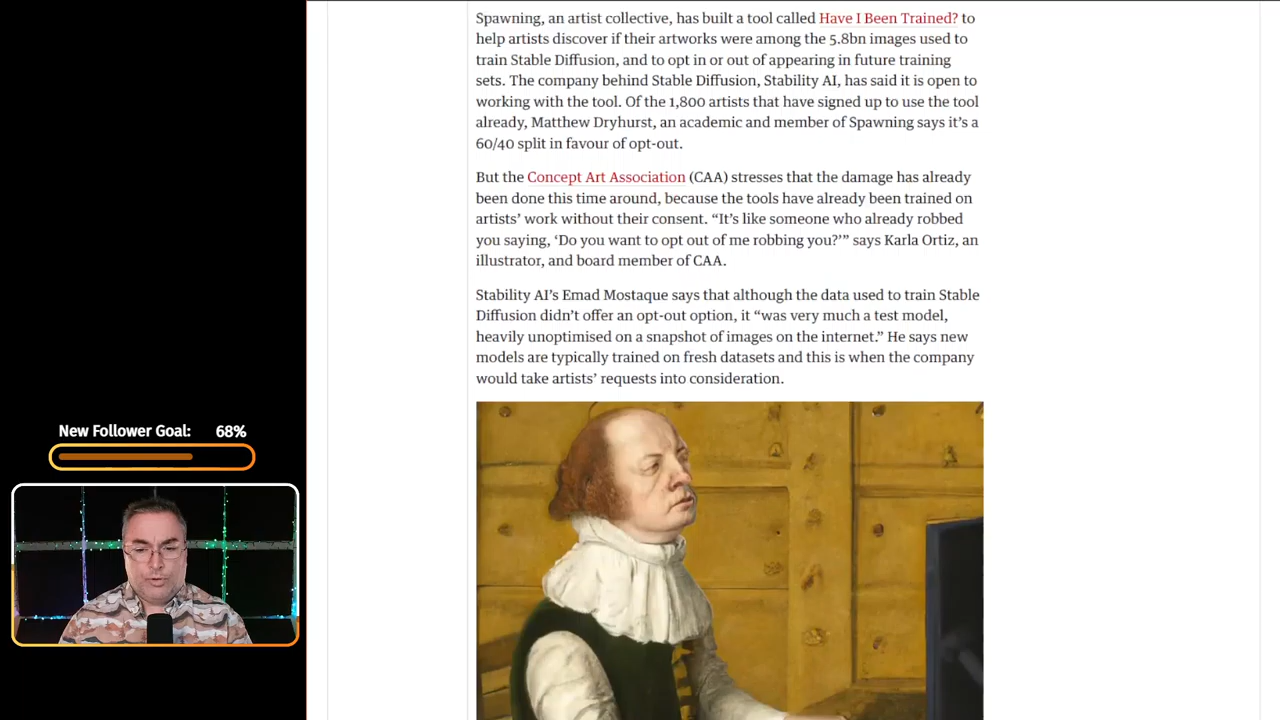 Spawning, an artist collective, has built a tool called Have I Been Trained? to
help artists discover if their artworks were among the 5.8bn images used to
train Stable Diffusion, and to opt in or out of appearing in future training
sets. The company behind Stable Diffusion, Stability AI, has said it is open to
working with the tool. Of the 1,800 artists that have signed up to use the tool
already, Matthew Dryhurst, an academic and member of Spawning says it’s a
60/40 split in favour of opt-out.
But the Concept Art Association (CAA) stresses that the damage has already
been done this time around, because the tools have already been trained on
artists’ work without their consent. “It’s like someone who already robbed
you saying, ‘Do you want to opt out of me robbing you?’” says Karla Ortiz, an
illustrator, and board member of CAA.
Stability AI’s Emad Mostaque says that although the data used to train Stable
Diffusion didn’t offer an opt-out option, it “was very much a test model,
heavily unoptimised on a snapshot of images on the internet.” He says new
models are typically trained on fresh datasets and this is when the company
would take artists’ requests into consideration.
New Follower Goal: 68%